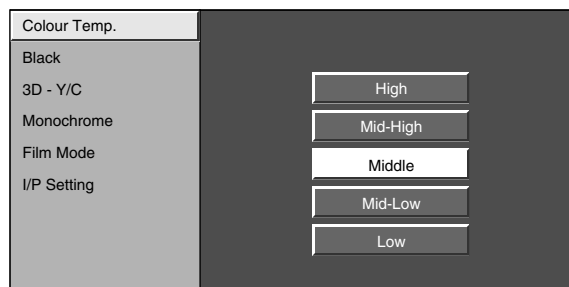 Colour Temp.
Black
3D - Y/C
Monochrome
Film Mode
I/P Setting
High
Mid-High
Middle
Mid-Low
Low